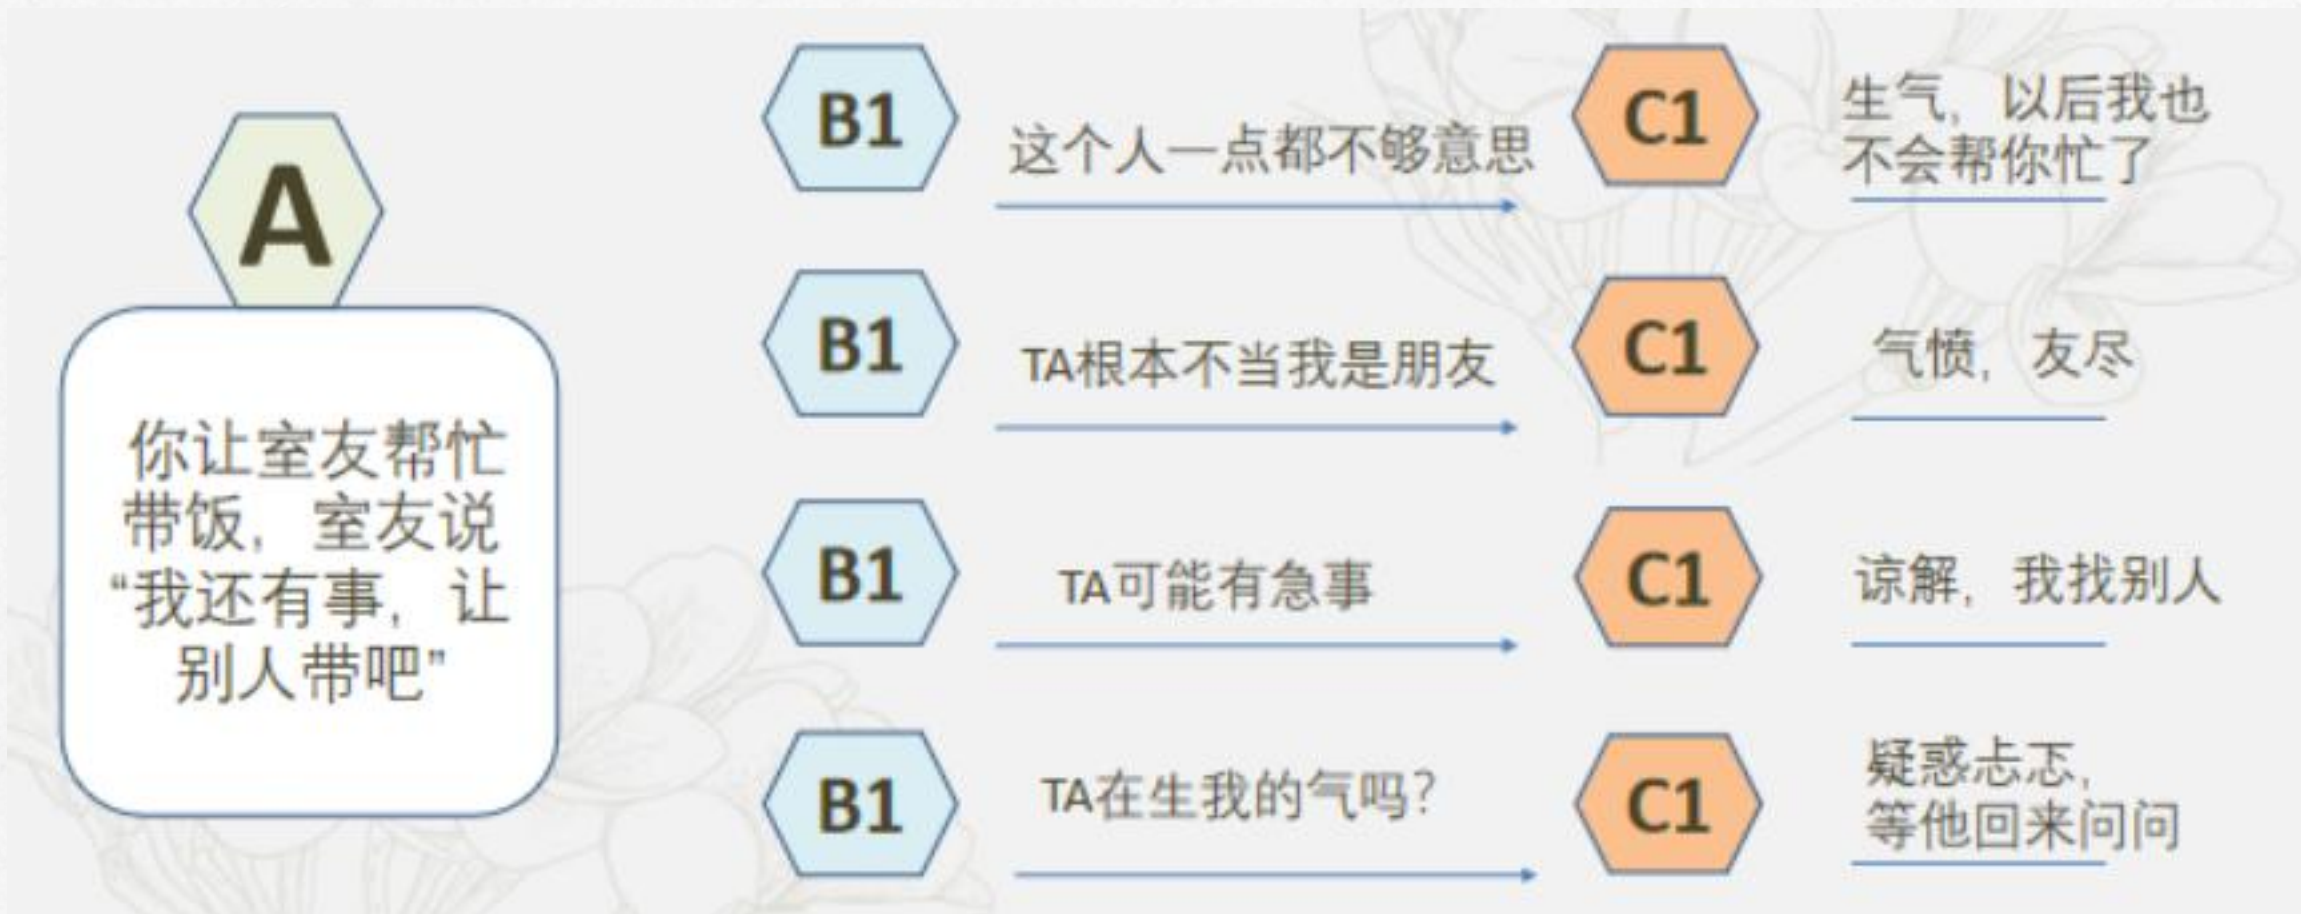 A
你让室友帮忙
带饭，室友说
“我还有事，让
别人带吧”
B1
这个人一点都不够意思
C1
生气，以后我也
不会帮你忙了
B1
TA根本不当我是朋友
C1
气愤，友尽
B1
TA可能有急事
C1
谅解，我找别人
B1
TA在生我的气吗？
C1
疑惑忐忑，
等他回来问问